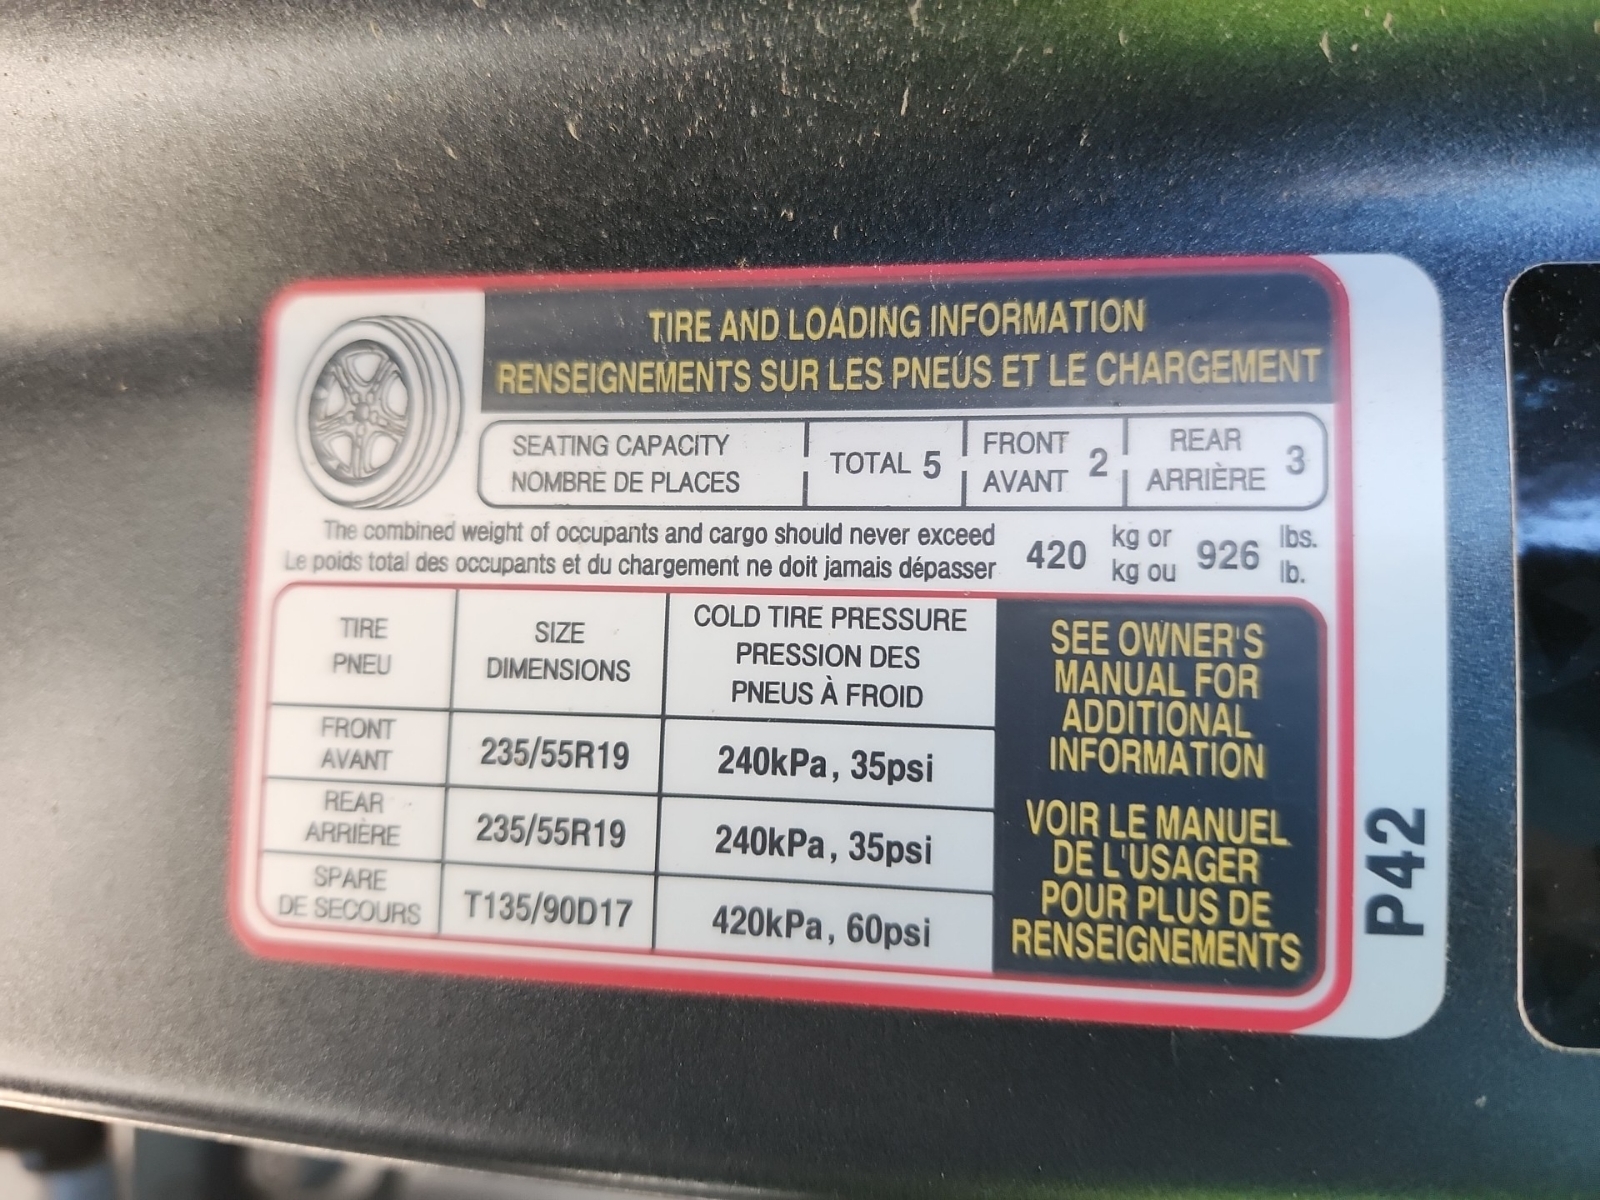 TIRE AND LOADING INFORMATION
RENSEIGNEMENTS SUR LES PNEUS ET LE CHARGEMENT
SEATING CAPACITY
NOMBRE DE PLACES
TOTAL 5
FRONT
AVANT
2
REAR
ARRIÈRE
3
The combined weight of occupants and cargo should never exceed
Le poids total des occupants et du chargement ne doit jamais dépasser
420
kg or
kg ou
926
lbs.
lb.
TIRE
PNEU
SIZE
DIMENSIONS
COLD TIRE PRESSURE
PRESSION DES
PNEUS À FROID
FRONT
AVANT
235/55R19
240kPa, 35psi
REAR
ARRIÈRE
235/55R19
240kPa, 35psi
SPARE
DE SECOURS
T135/90D17
420kPa, 60psi
SEE OWNER'S
MANUAL FOR
ADDITIONAL
INFORMATION
VOIR LE MANUEL
DE L'USAGER
POUR PLUS DE
RENSEIGNEMENTS
P42